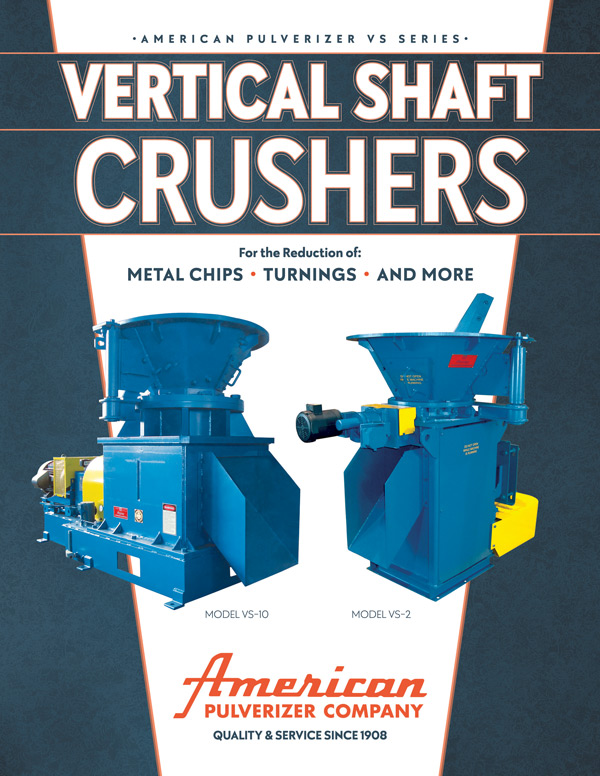 • AMERICAN PULVERIZER VS SERIES •
VERTICAL SHAFT
CRUSHERS
For the Reduction of:
METAL CHIPS • TURNINGS • AND MORE
MODEL VS-10
MODEL VS-2
American
PULVERIZER COMPANY
QUALITY & SERVICE SINCE 1908